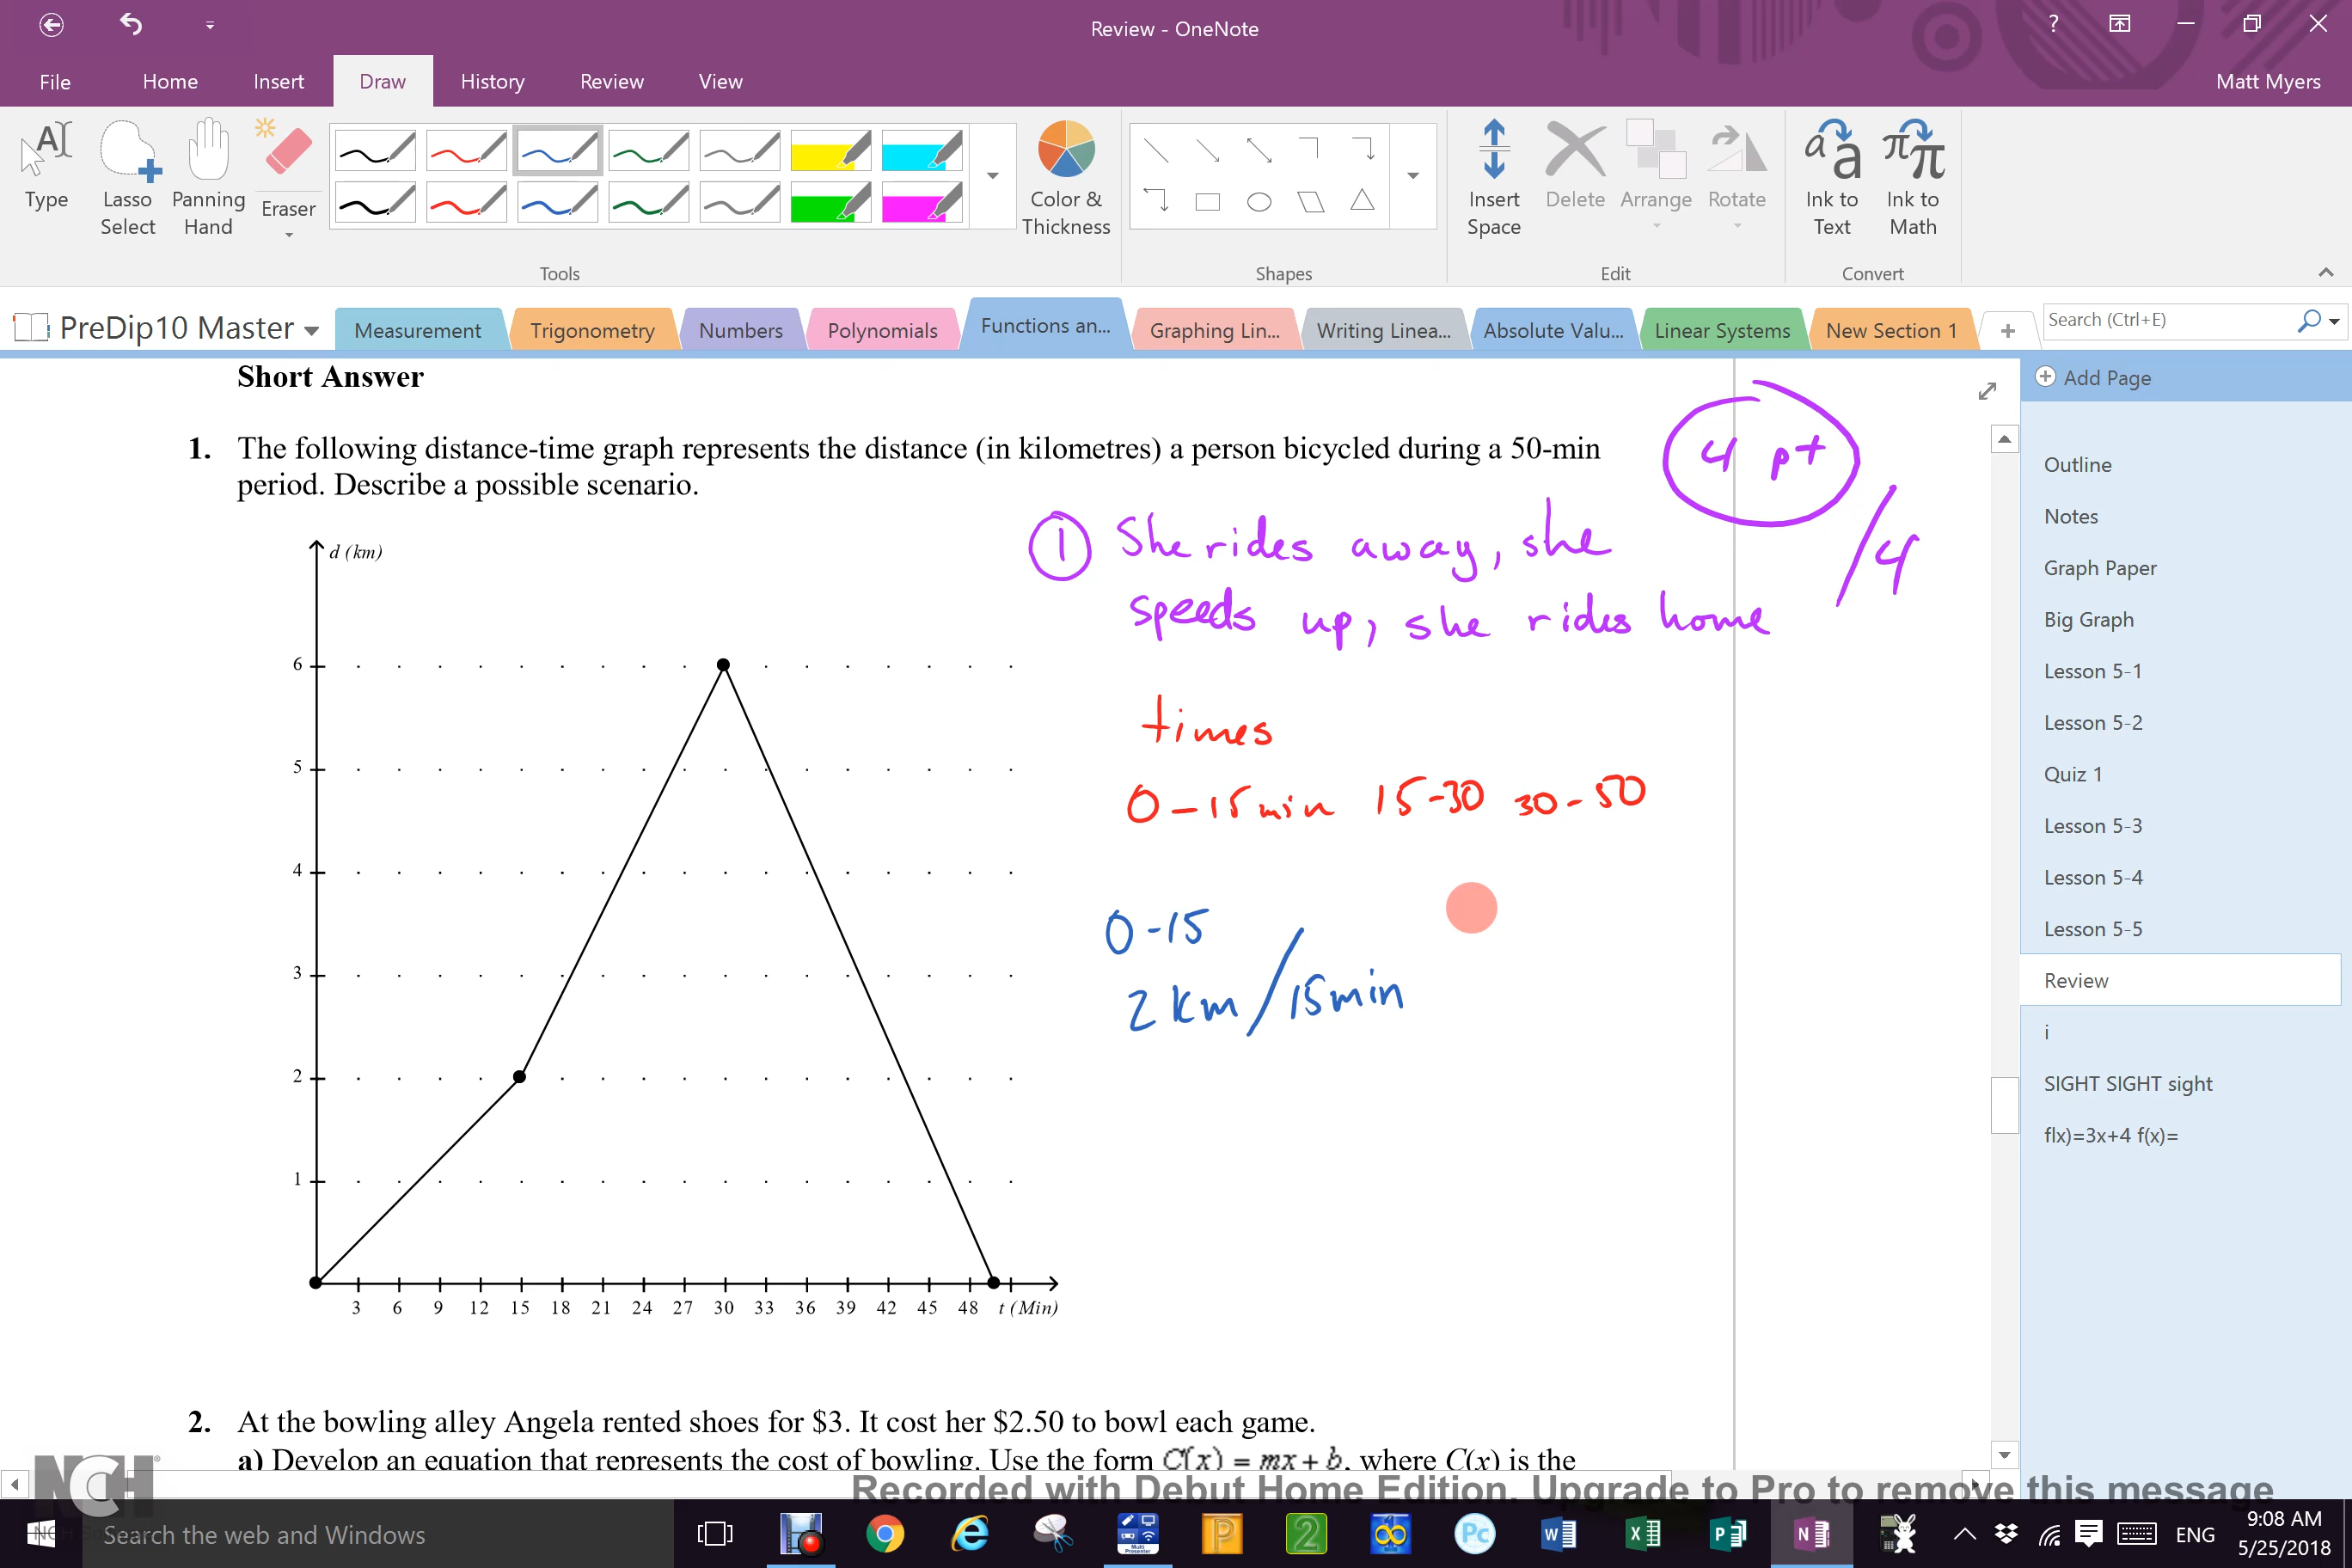 Review - OneNote
?
File Home Insert Draw History Review View
Matt Myers
Type
Lasso Select
Panning Hand
Eraser
Color & Thickness
Insert Space
Delete
Arrange
Rotate
Ink to Text
Ink to Math
Tools
Shapes
Edit
Convert
PreDip10 Master
Measurement
Trigonometry
Numbers
Polynomials
Functions an...
Graphing Lin...
Writing Linea...
Absolute Valu...
Linear Systems
New Section 1
+
Search (Ctrl+E)
Short Answer
1. The following distance-time graph represents the distance (in kilometres) a person bicycled during a 50-min
period. Describe a possible scenario.
4 pt
/4
① She rides away, she
speeds up, she rides home
times
0-15min 15-30 30-50
0-15
2km/15min
d (km)
6
5
4
3
2
1
3 6 9 12 15 18 21 24 27 30 33 36 39 42 45 48 t (Min)
2. At the bowling alley Angela rented shoes for $3. It cost her $2.50 to bowl each game.
a) Develop an equation that represents the cost of bowling. Use the form C(x) = mx + b, where C(x) is the
Add Page
Outline
Notes
Graph Paper
Big Graph
Lesson 5-1
Lesson 5-2
Quiz 1
Lesson 5-3
Lesson 5-4
Lesson 5-5
Review
i
SIGHT SIGHT sight
flx)=3x+4 f(x)=
NCH
Recorded with Debut Home Edition. Upgrade to Pro to remove this message
Search the web and Windows
ENG
9:08 AM
5/25/2018